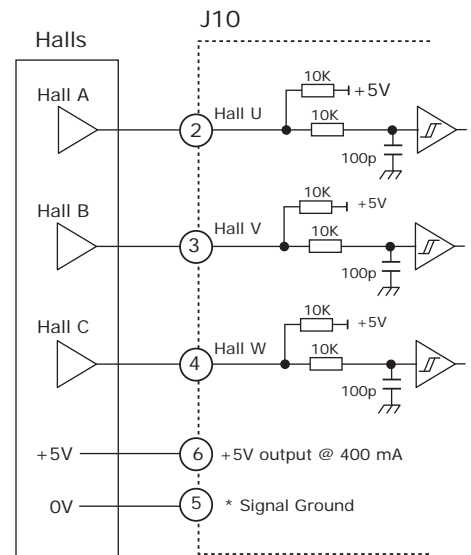 J10
Halls
10K
+5V
Hall A
2
Hall U
10K
100p
10K
+5V
Hall B
3
Hall V
10K
100p
10K
+5V
Hall C
4
Hall W
10K
100p
+5V
6
+5V output @ 400 mA
0V
5
* Signal Ground